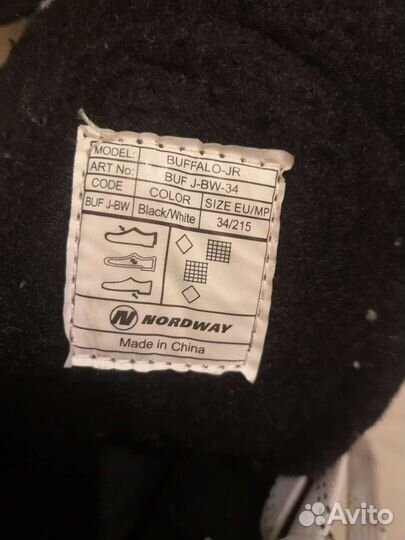 MODEL: BUFFALO-JR
ART No: BUF J-BW-34
CODE COLOR SIZE EU/MP
BUF J-BW Black/White 34/215
NORDWAY
Made in China
Avito